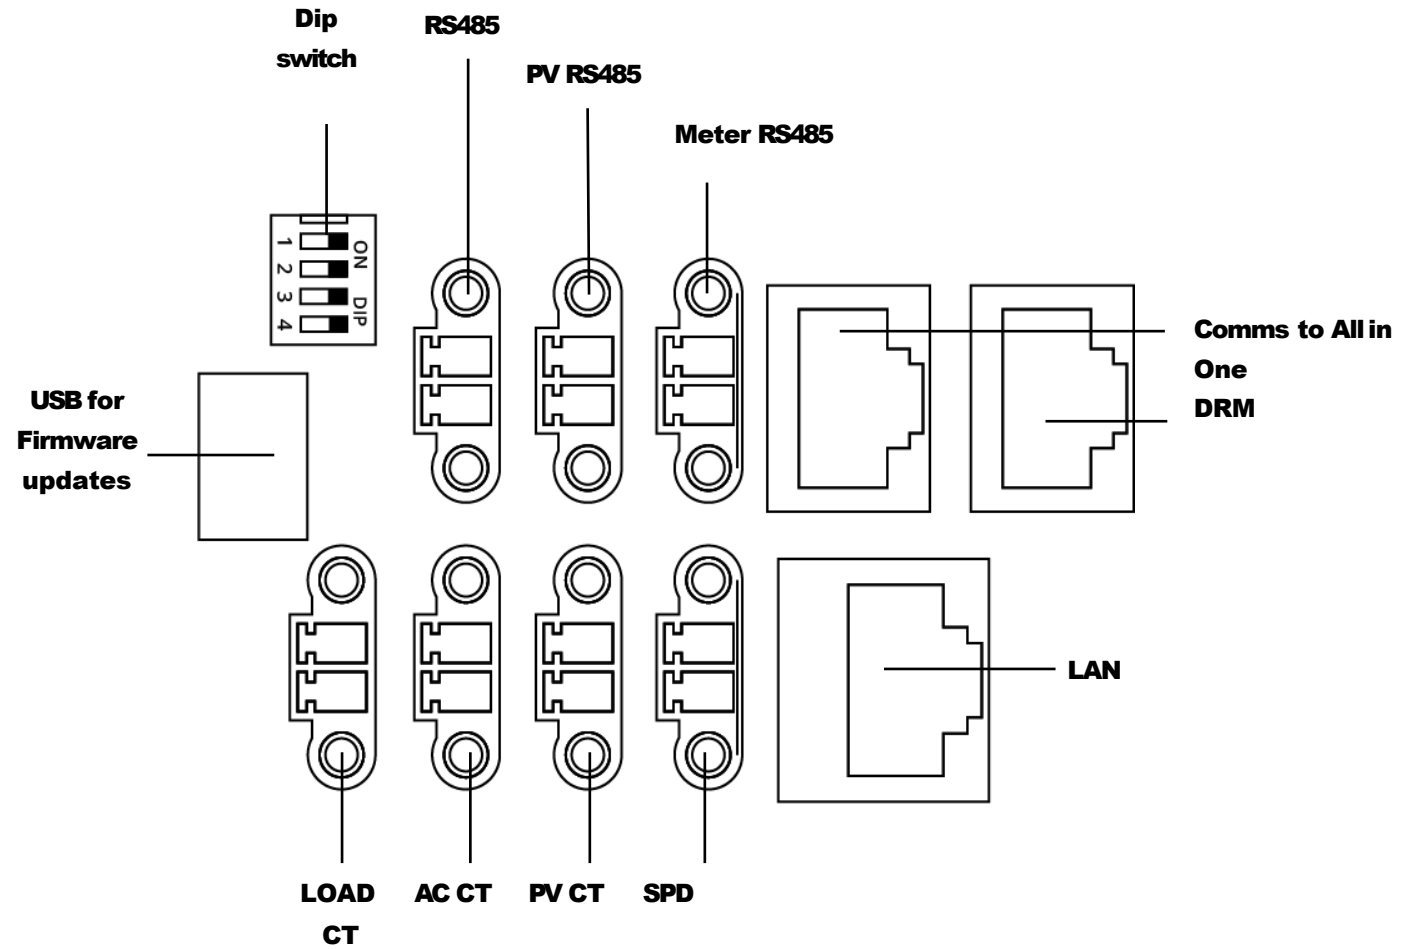 Dip
switch
RS485
PV RS485
Meter RS485
1
2
3
4
ON
DIP
Comms to All in
One
DRM
USB for
Firmware
updates
LAN
LOAD
CT
AC CT
PV CT
SPD